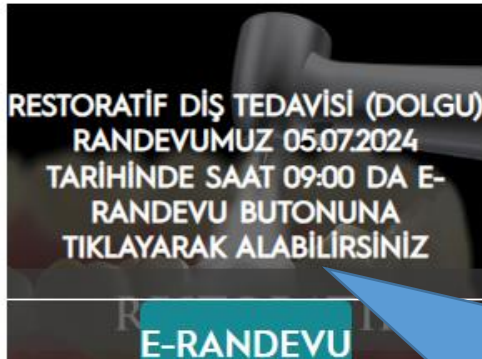 RESTORATİF DİŞ TEDAVİSİ (DOLGU)
RANDEVUMUZ 05.07.2024
TARİHİNDE SAAT 09:00 DA E-
RANDEVU BUTONUNA
TIKLAYARAK ALABİLİRSİNİZ
E-RANDEVU